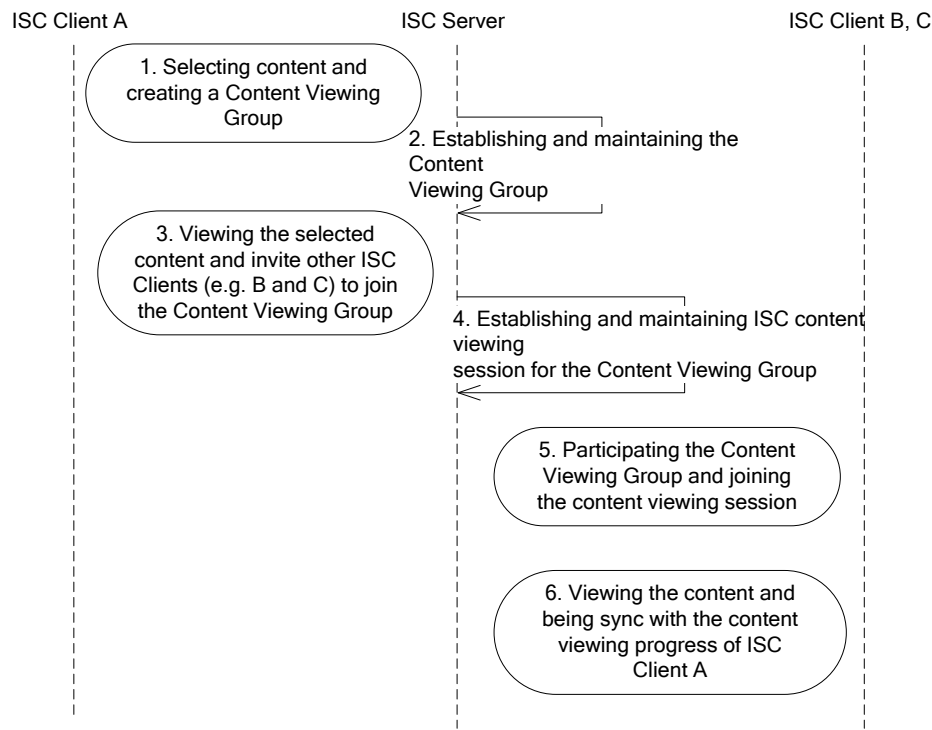 ISC Client A
ISC Server
ISC Client B, C
1. Selecting content and
creating a Content Viewing
Group
2. Establishing and maintaining the
Content
Viewing Group
3. Viewing the selected
content and invite other ISC
Clients (e.g. B and C) to join
the Content Viewing Group
4. Establishing and maintaining ISC content
viewing
session for the Content Viewing Group
5. Participating the Content
Viewing Group and joining
the content viewing session
6. Viewing the content and
being sync with the content
viewing progress of ISC
Client A